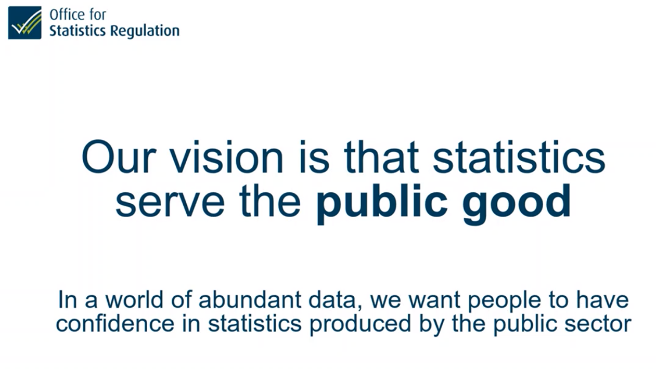 Office for
Statistics Regulation
Our vision is that statistics
serve the public good
In a world of abundant data, we want people to have
confidence in statistics produced by the public sector